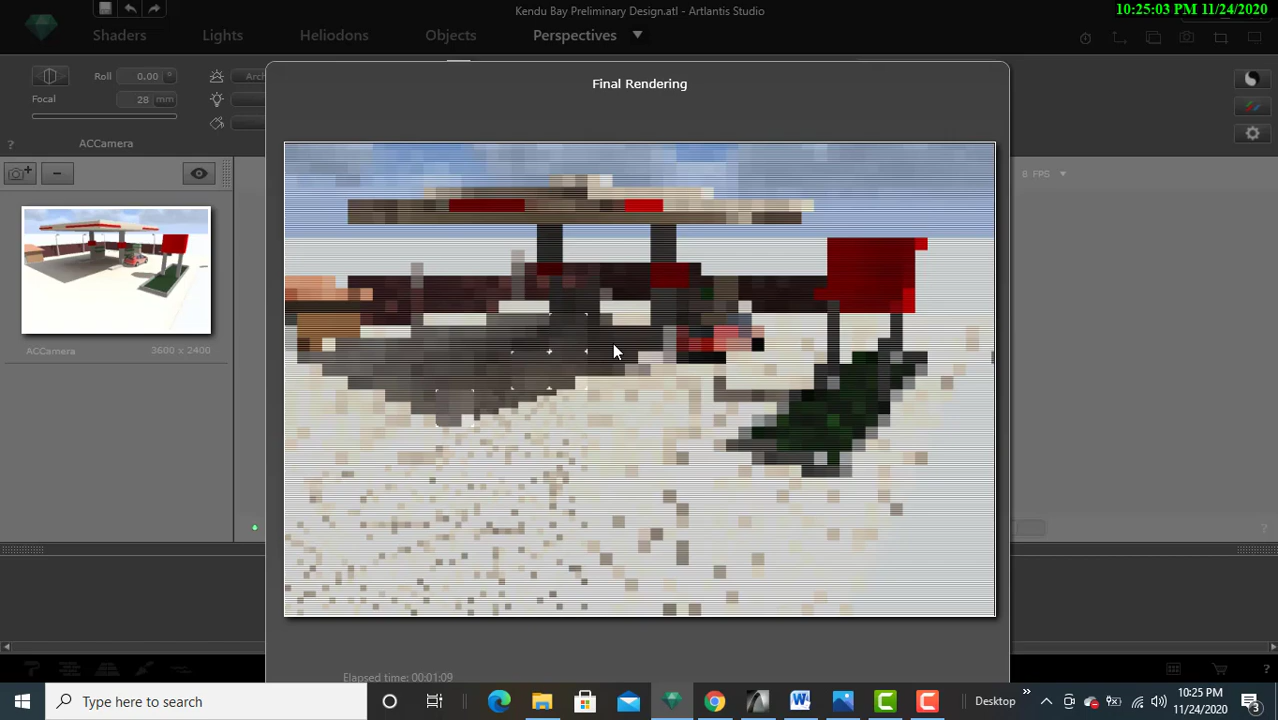 Kendu Bay Preliminary Design.atl - Artlantis Studio
10:25:03 PM 11/24/2020
Shaders Lights Heliodons Objects Perspectives
Roll 0.00 ° Arch
Focal 28 mm
? ACCamera
Final Rendering
8 FPS
ACCamera 3600 x 2400
Elapsed time: 00:01:09
?
Type here to search
Desktop
10:25 PM
11/24/2020
3